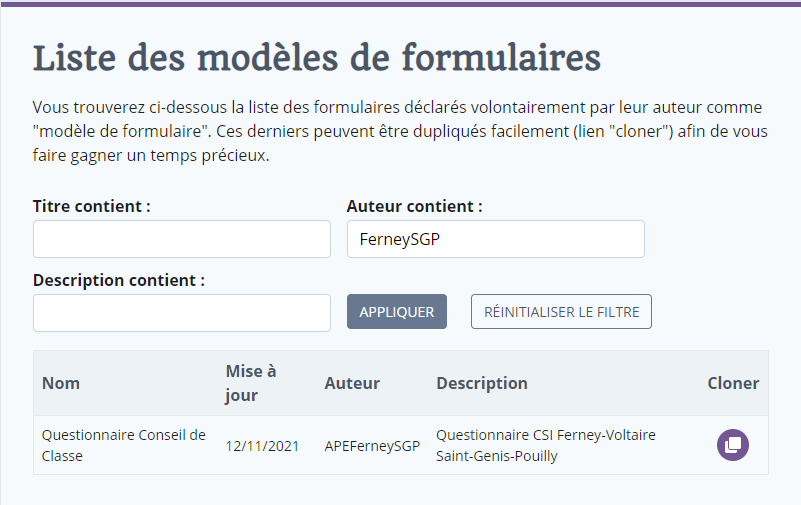 Liste des modèles de formulaires
Vous trouverez ci-dessous la liste des formulaires déclarés volontairement par leur auteur comme
"modèle de formulaire". Ces derniers peuvent être dupliqués facilement (lien "cloner") afin de vous
faire gagner un temps précieux.
Titre contient :
Auteur contient :
FerneySGP
Description contient :
APPLIQUER
RÉINITIALISER LE FILTRE
Nom
Mise à
jour
Auteur
Description
Cloner
Questionnaire Conseil de
Classe
12/11/2021
APEFerneySGP
Questionnaire CSI Ferney-Voltaire
Saint-Genis-Pouilly